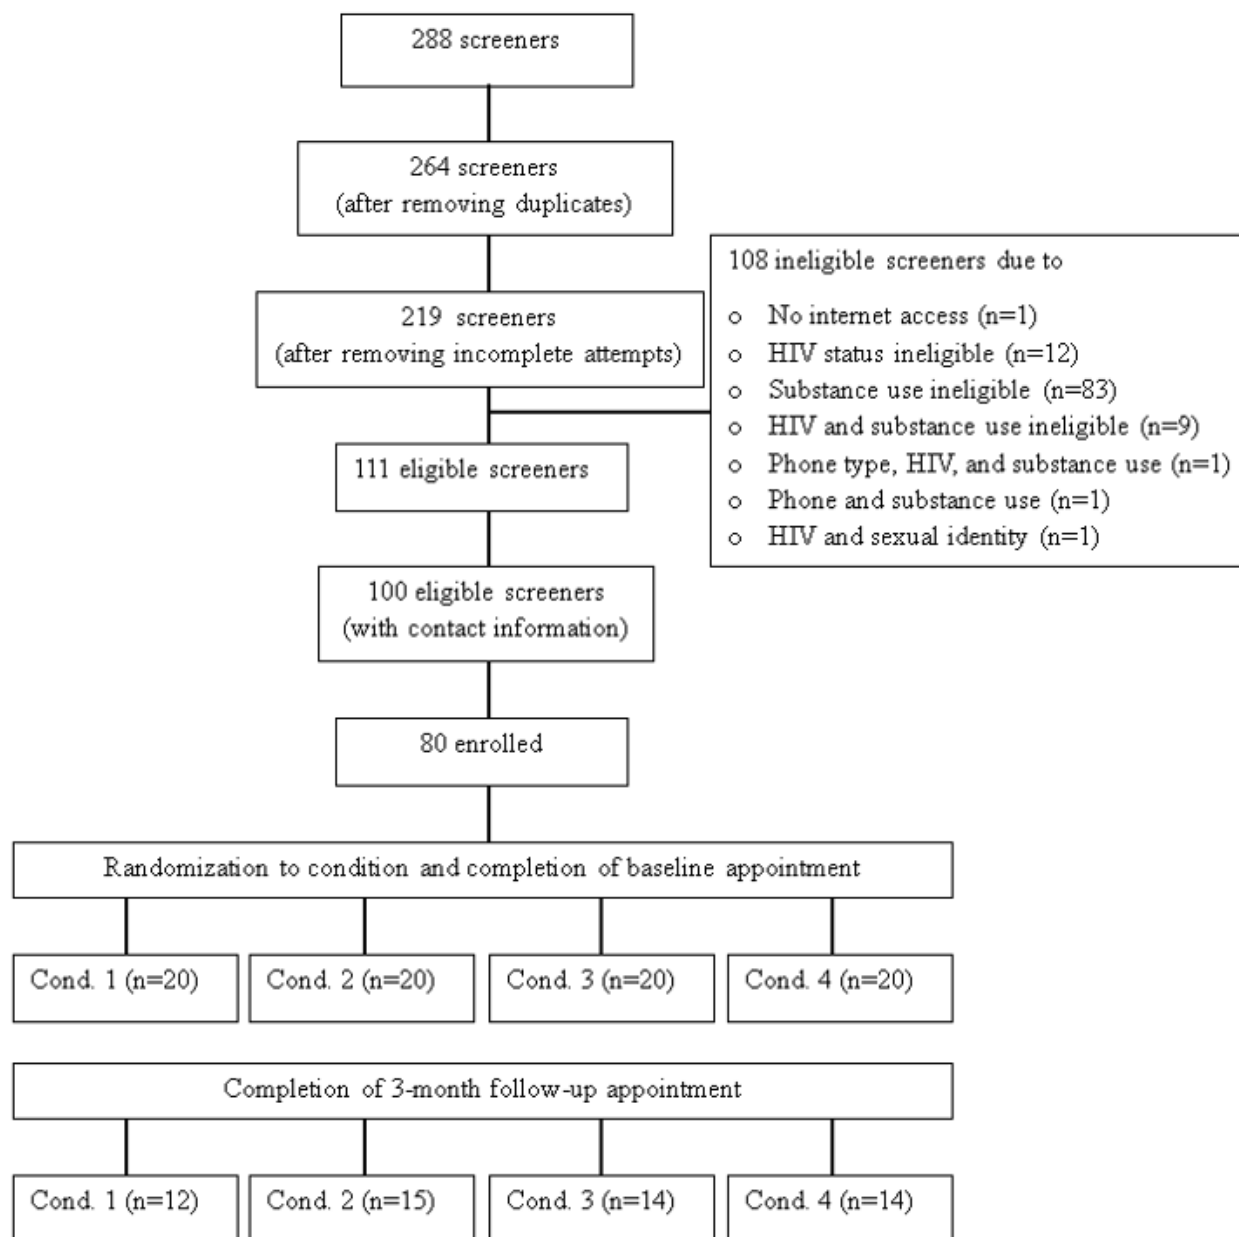 288 screeners
264 screeners
(after removing duplicates)
219 screeners
(after removing incomplete attempts)
108 ineligible screeners due to
o No internet access (n=1)
o HIV status ineligible (n=12)
o Substance use ineligible (n=83)
o HIV and substance use ineligible (n=9)
o Phone type, HIV, and substance use (n=1)
o Phone and substance use (n=1)
o HIV and sexual identity (n=1)
111 eligible screeners
100 eligible screeners
(with contact information)
80 enrolled
Randomization to condition and completion of baseline appointment
Cond. 1 (n=20)
Cond. 2 (n=20)
Cond. 3 (n=20)
Cond. 4 (n=20)
Completion of 3-month follow-up appointment
Cond. 1 (n=12)
Cond. 2 (n=15)
Cond. 3 (n=14)
Cond. 4 (n=14)